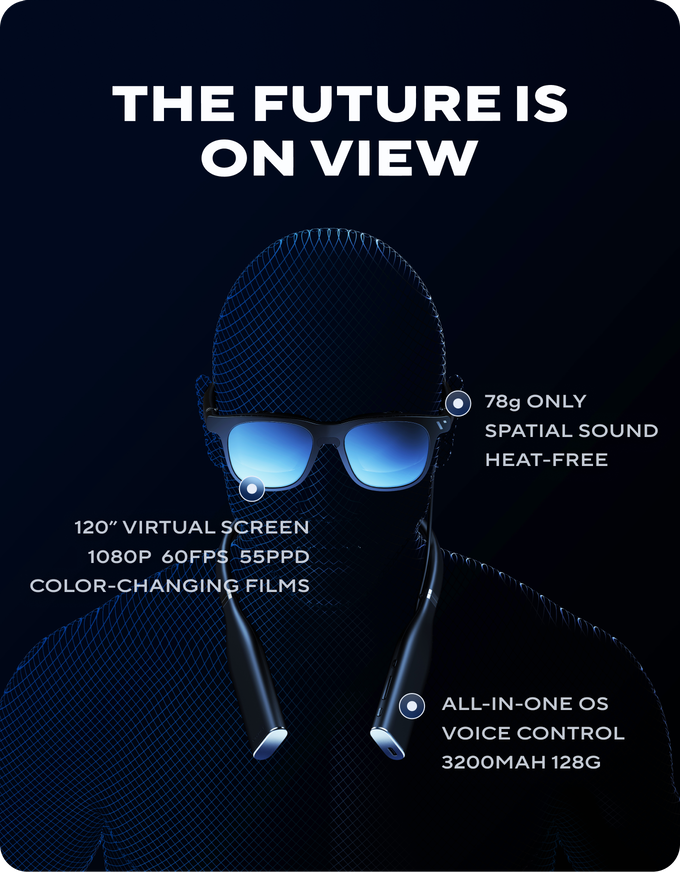 THE FUTURE IS
ON VIEW
78g ONLY
SPATIAL SOUND
HEAT-FREE
120” VIRTUAL SCREEN
1080P 60FPS 55PPD
COLOR-CHANGING FILMS
ALL-IN-ONE OS
VOICE CONTROL
3200MAH 128G